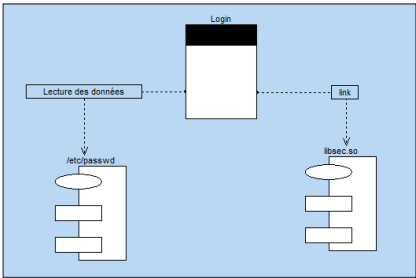 Login
Lecture des données
link
/etc/passwd
libsec.so